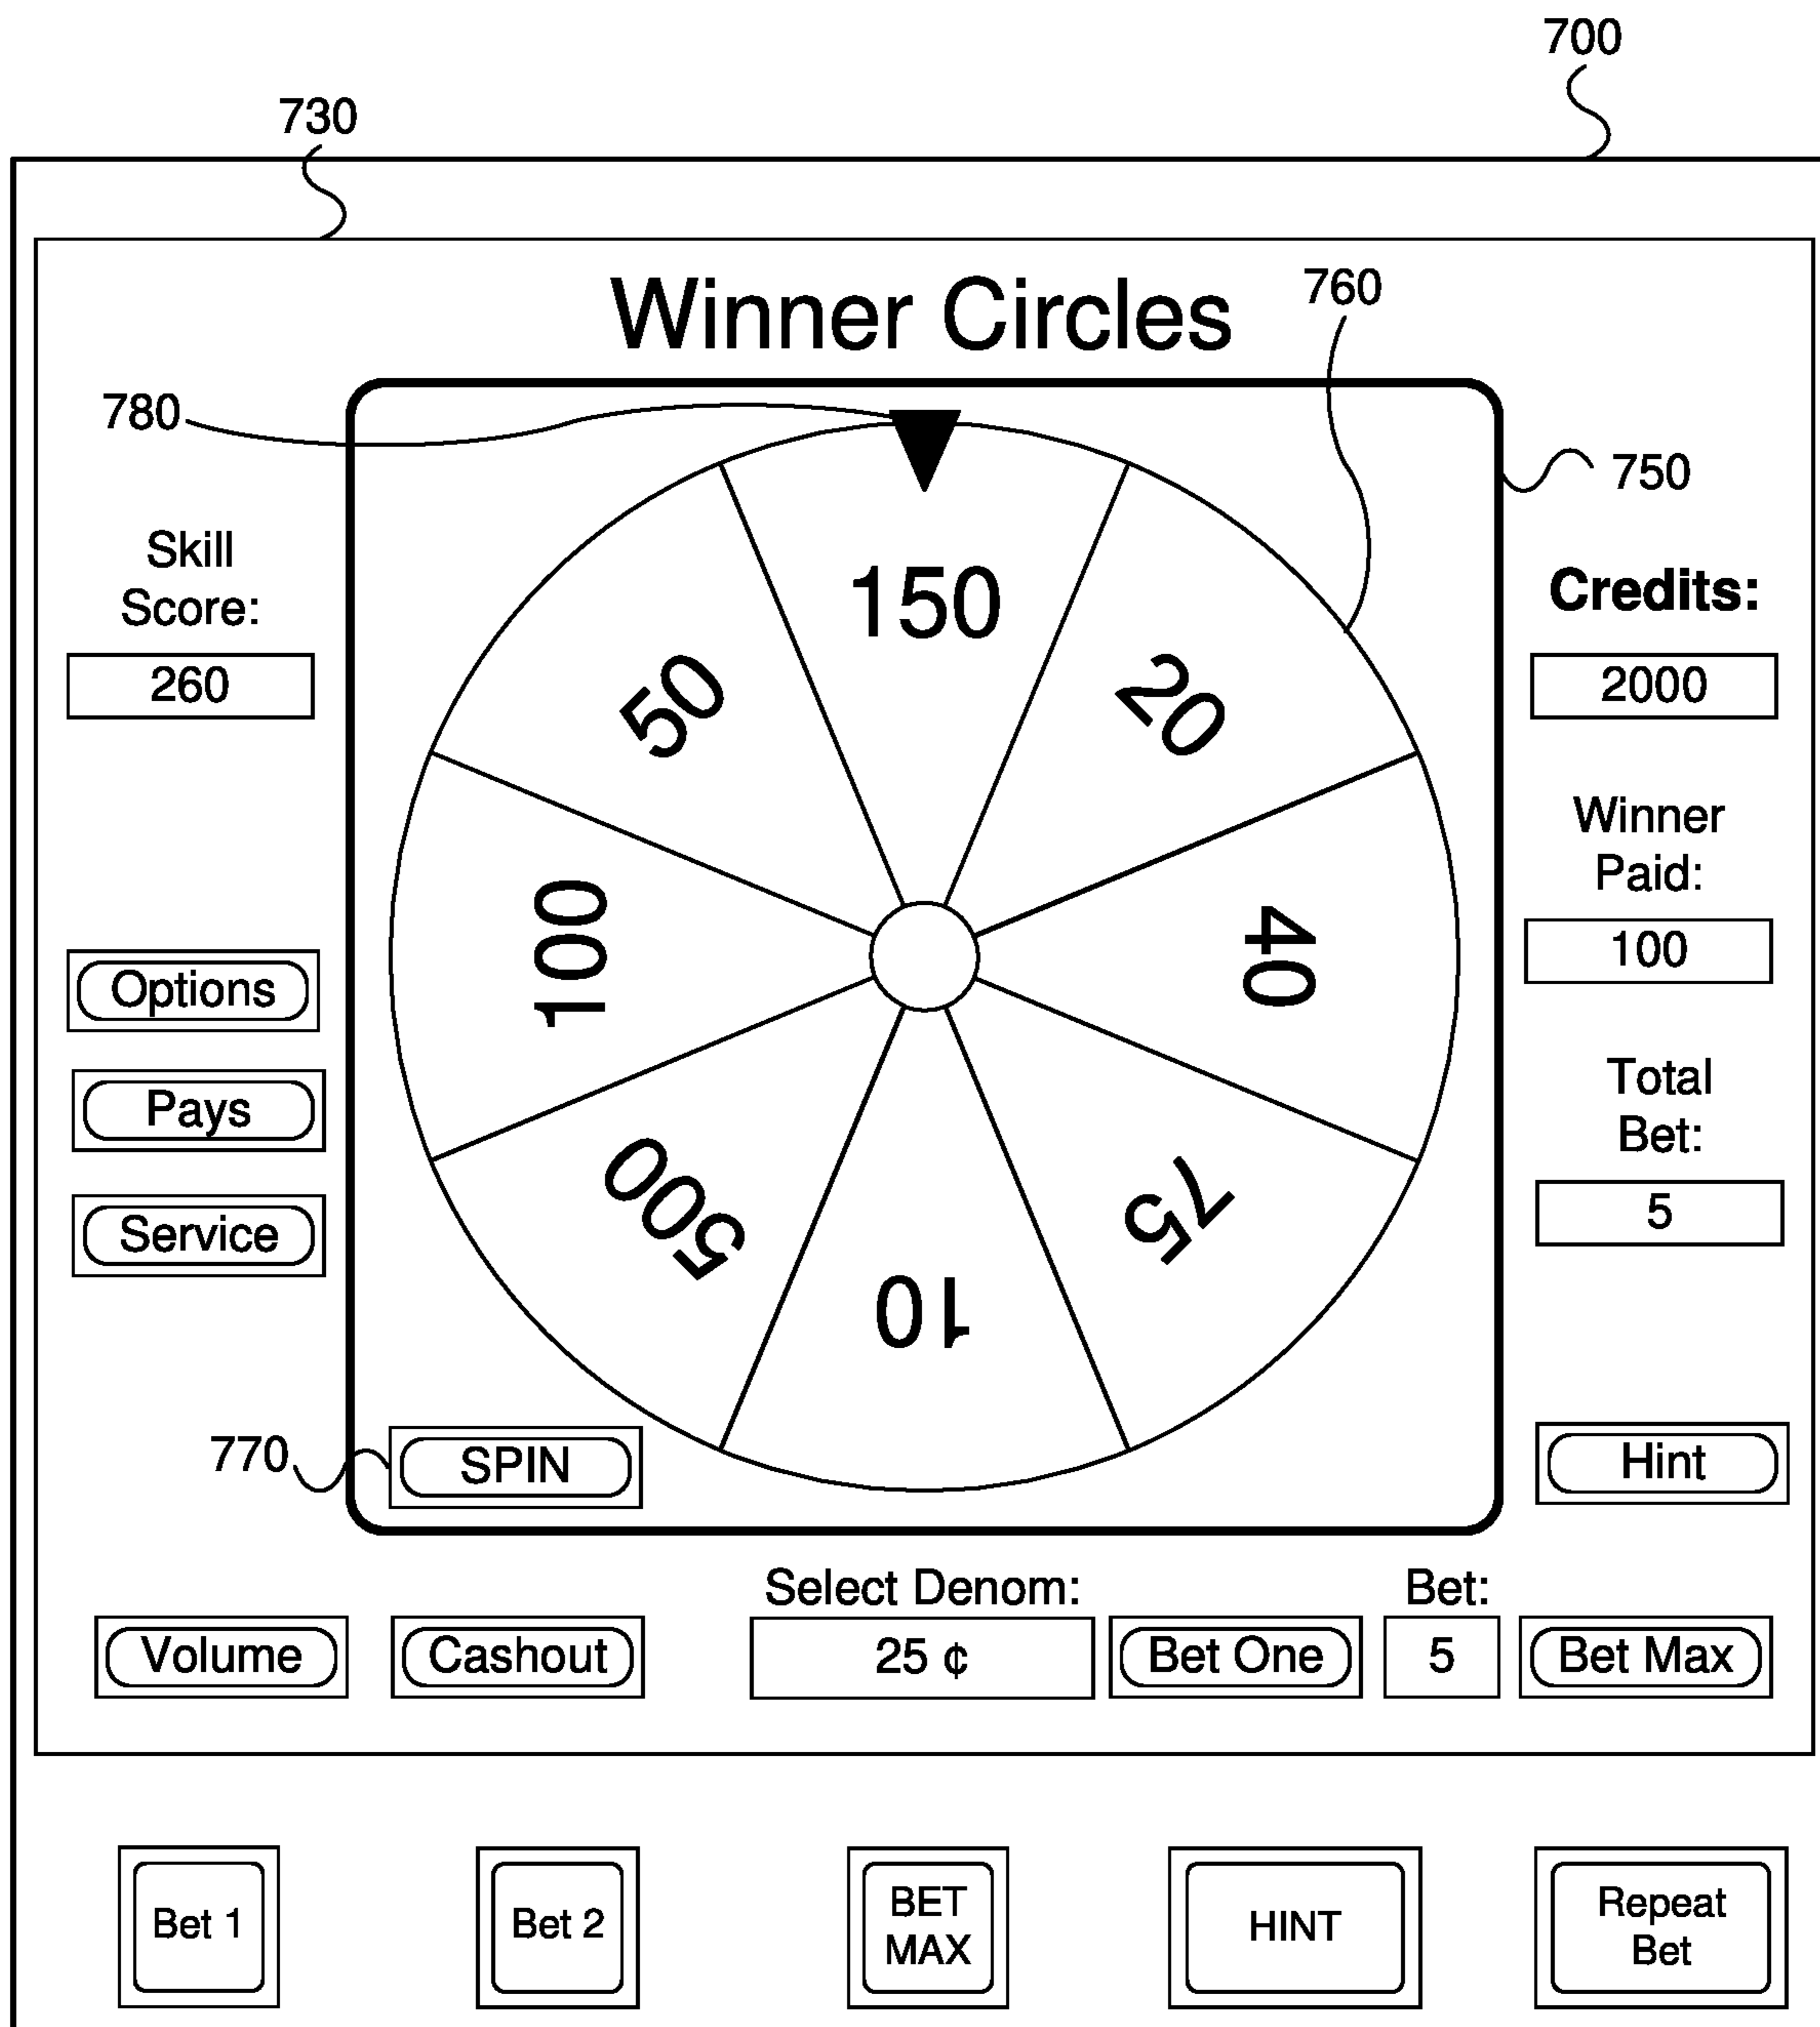 700
730
Winner Circles
760
780
750
Skill
Score:
260
150
50
20
100
40
500
75
10
Credits:
2000
Winner
Paid:
100
Total
Bet:
5
Options
Pays
Service
770
SPIN
Hint
Select Denom:
Bet:
Volume
Cashout
25 ¢
Bet One
5
Bet Max
Bet 1
Bet 2
BET
MAX
HINT
Repeat
Bet